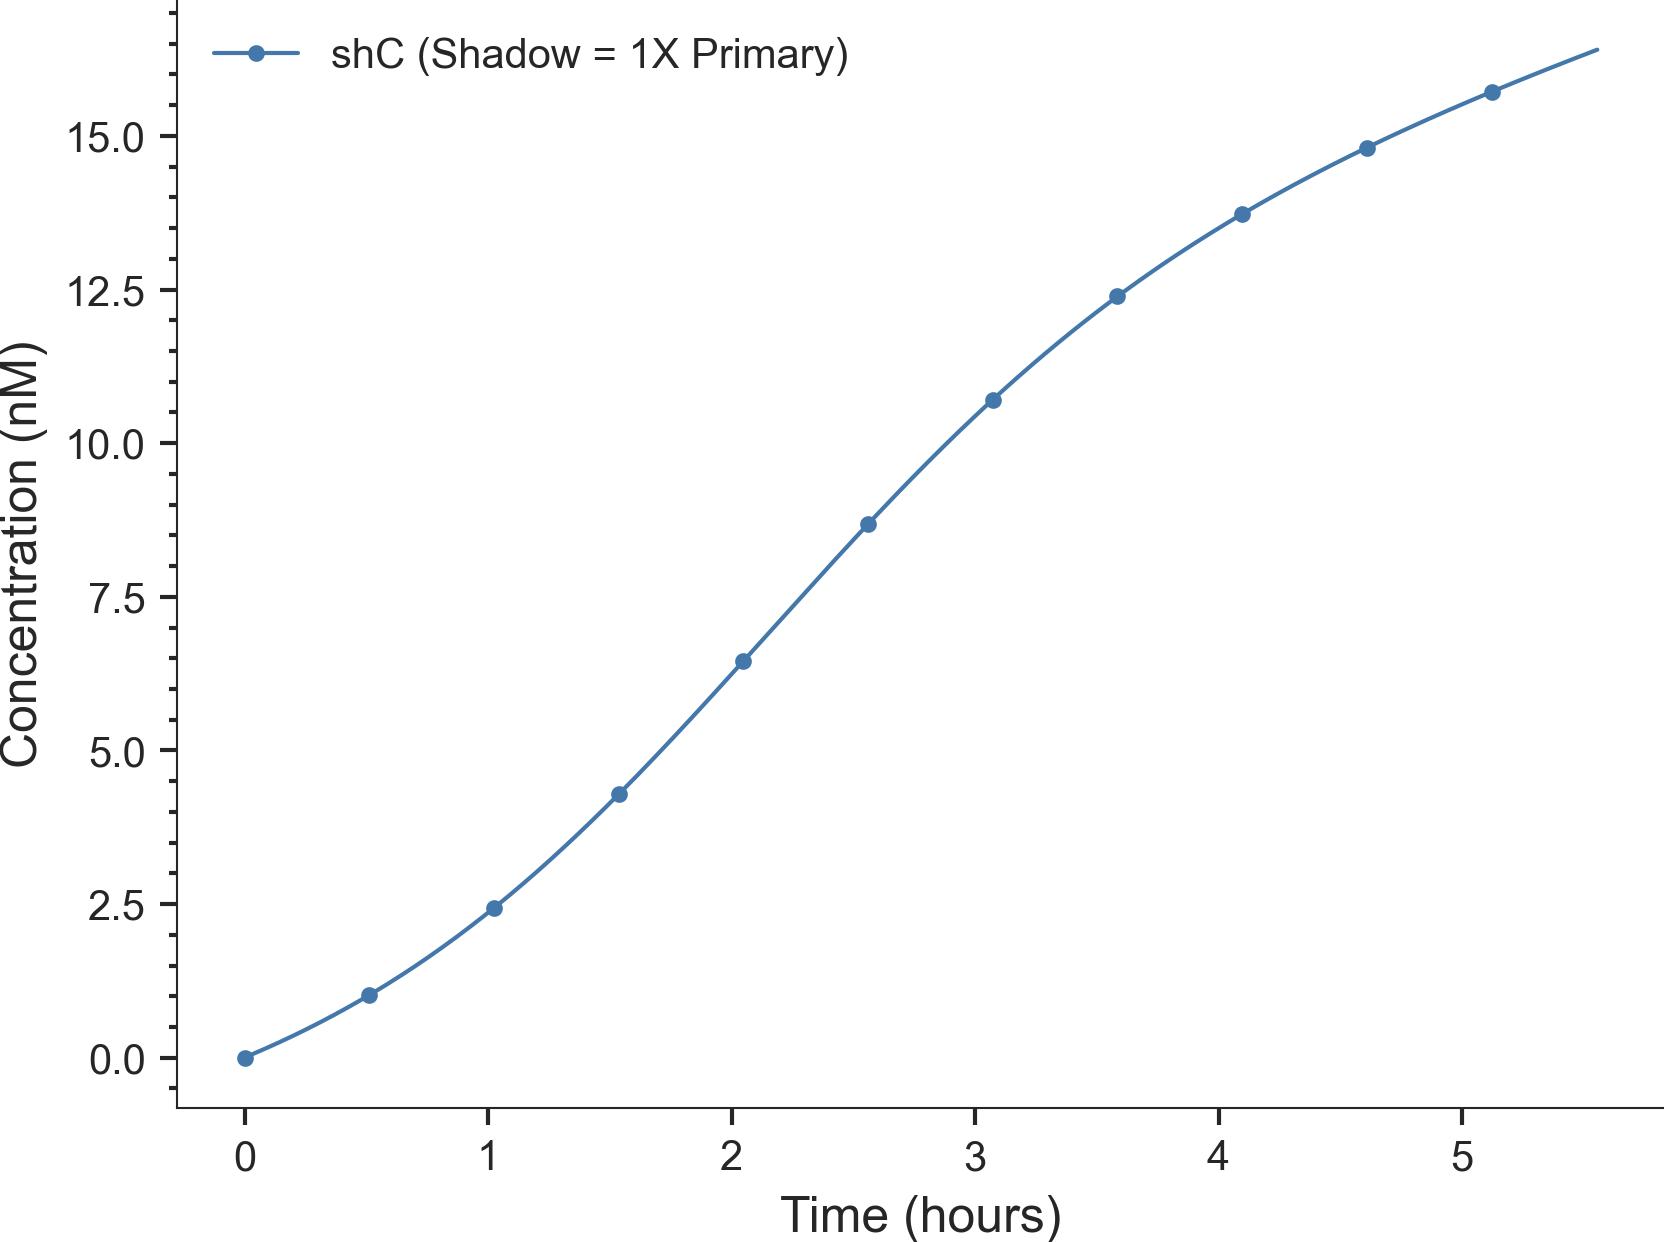 shC (Shadow = 1X Primary)
15.0
12.5
10.0
7.5
5.0
2.5
0.0
Concentration (nM)
0 1 2 3 4 5
Time (hours)